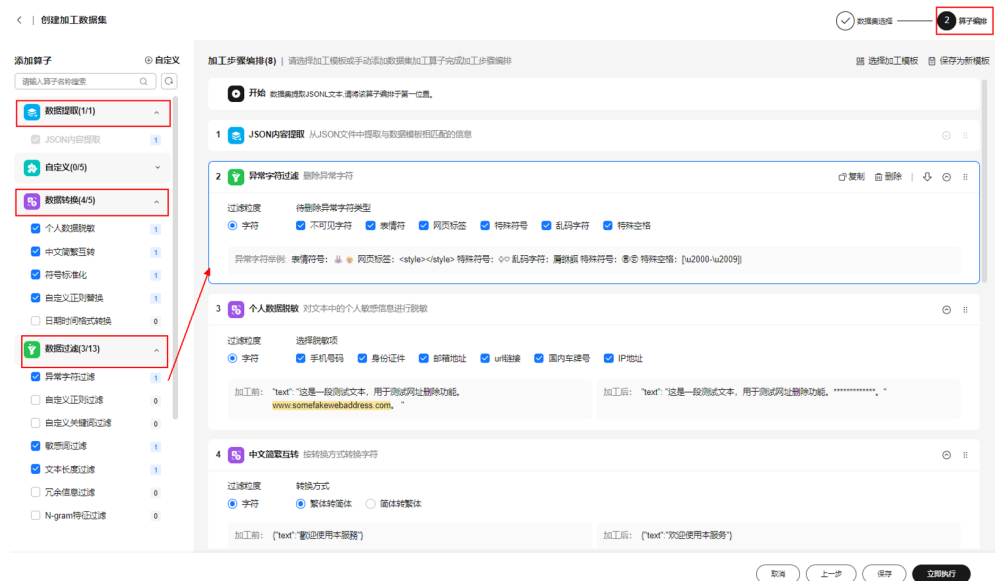 创建加工数据集
数据集选择
2 算子编排
添加算子
自定义
请输入算子名称搜索
数据提取(1/1)
JSON内容提取 1
自定义(0/5)
数据转换(4/5)
个人数据脱敏 1
中文简繁互转 1
符号标准化 1
自定义正则替换 1
日期时间格式转换 0
数据过滤(3/13)
异常字符过滤 1
自定义正则过滤 0
自定义关键词过滤 0
敏感词过滤 1
文本长度过滤 1
冗余信息过滤 0
N-gram特征过滤 0
加工步骤编排(8) | 请选择加工模板或手动添加数据集加工算子完成加工步骤编排
选择加工模板 保存为新模板
开始 数据集提取JSONL文本,请将该算子编排于第一位置。
1 JSON内容提取 从JSON文件中提取与数据模板相匹配的信息
2 异常字符过滤 删除异常字符
复制 删除
过滤粒度 待删除异常字符类型
字符 不可见字符 表情符 网页标签 特殊符号 乱码字符 特殊空格
异常字符举例: 表情符号: 网页标签: <style></style> 特殊符号: 乱码字符: 特殊符号: 特殊空格: [\u2000-\u2009]|
3 个人数据脱敏 对文本中的个人敏感信息进行脱敏
过滤粒度 选择脱敏项
字符 手机号码 身份证件 邮箱地址 url链接 国内车牌号 IP地址
加工前: "text": "这是一段测试文本，用于测试网址删除功能。
www.somefakewebaddress.com。 "
加工后: "text": "这是一段测试文本，用于测试网址删除功能。*************。"
4 中文简繁互转 按转换方式转换字符
过滤粒度 转换方式
字符 繁体转简体 简体转繁体
加工前: {"text":"歡迎使用本服務"}
加工后: {"text":"欢迎使用本服务"}
取消 上一步 保存 立即执行